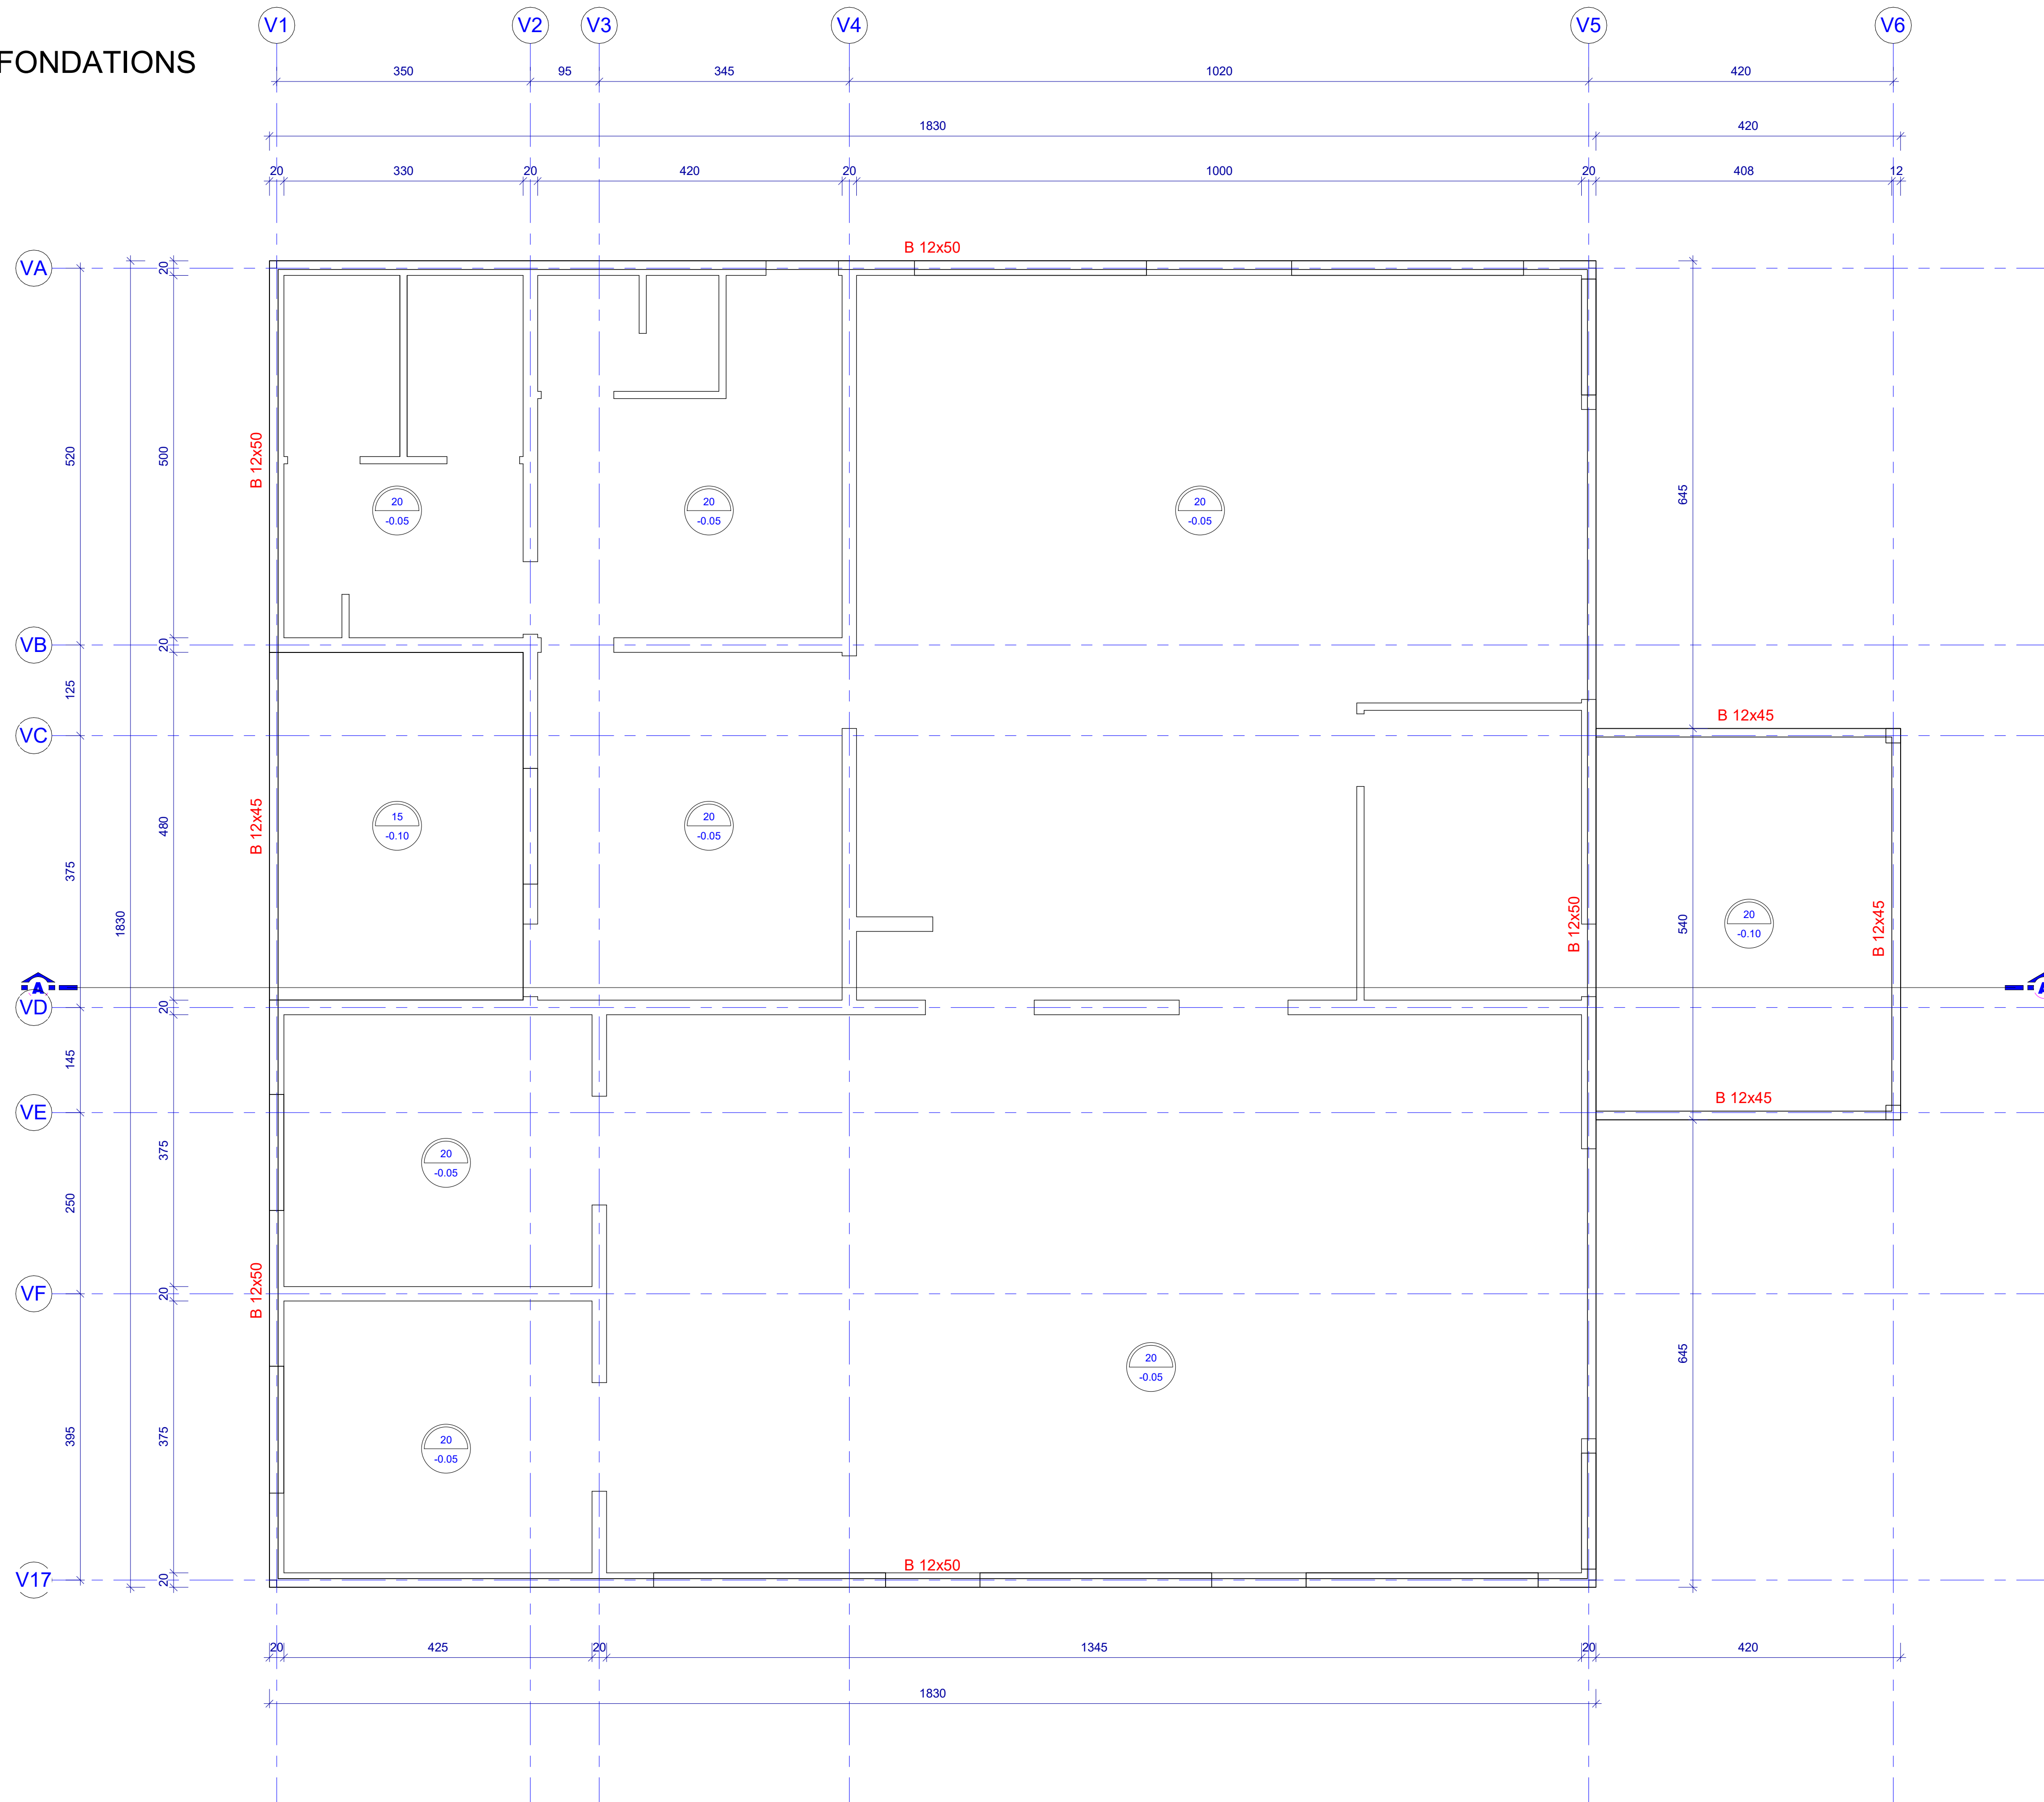 V1 V2 V3 V4 V5 V6
FONDATIONS
350 95 345 1020 420
1830 420
20 330 20 420 20 1000 20 408 12
B 12x50
VA
20
520
500
B 12x50
645
20
-0.05
20
-0.05
20
-0.05
VB
20
125
B 12x45
VC
480
375
B 12x45
15
-0.10
20
-0.05
1830
B 12x50
540
20
-0.10
B 12x45
A
A
VD
20
145
B 12x45
VE
375
20
-0.05
250
B 12x50
VF
20
645
20
-0.05
395
375
20
-0.05
B 12x50
V17
20
20 425 20 1345 20 420
1830